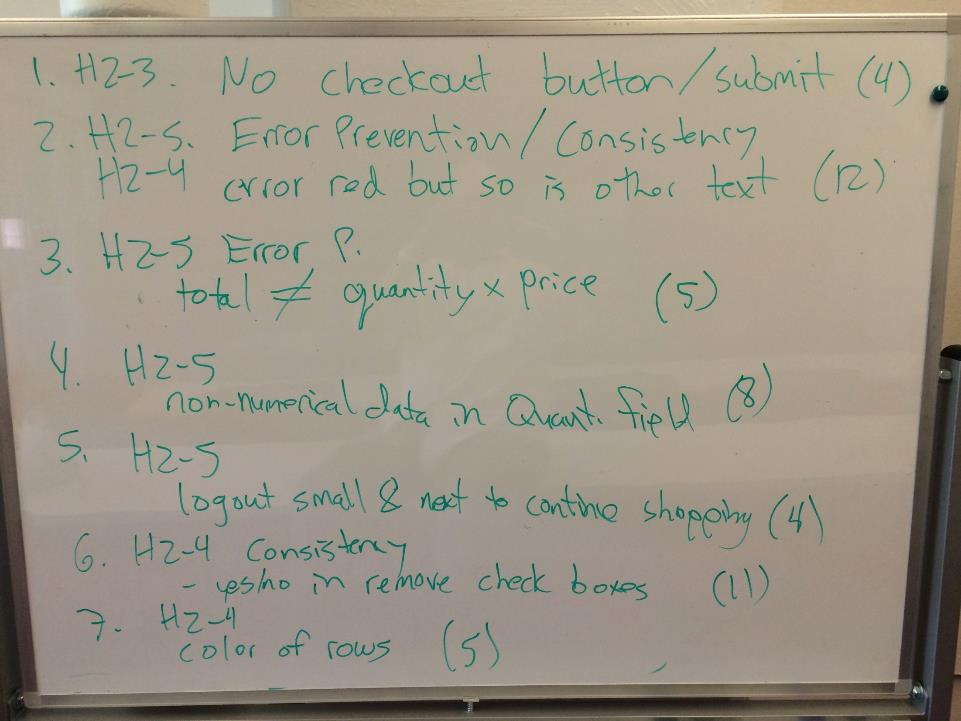 1. H2-3. No checkout button/submit (4)
2. H2-5. Error Prevention/Consistency
H2-4 error red but so is other text (12)
3. H2-5 Error P.
total ≠ quantity x price (5)
4. H2-5
non-numerical data in Quant. field (8)
5. H2-5
logout small & next to continue shopping (4)
6. H2-4 Consistency
- yes/no in remove check boxes (11)
7. H2-4
color of rows (5)